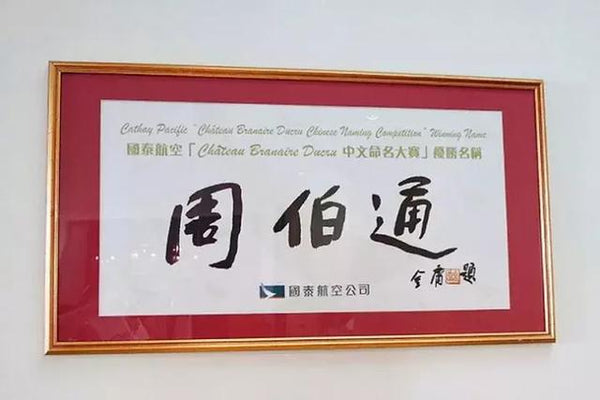 Cathay Pacific "Château Branaire Ducru Chinese Naming Competition" Winning Name
國泰航空「Château Branaire Ducru 中文命名大賽」優勝名稱
周伯通
金庸 題
國泰航空公司